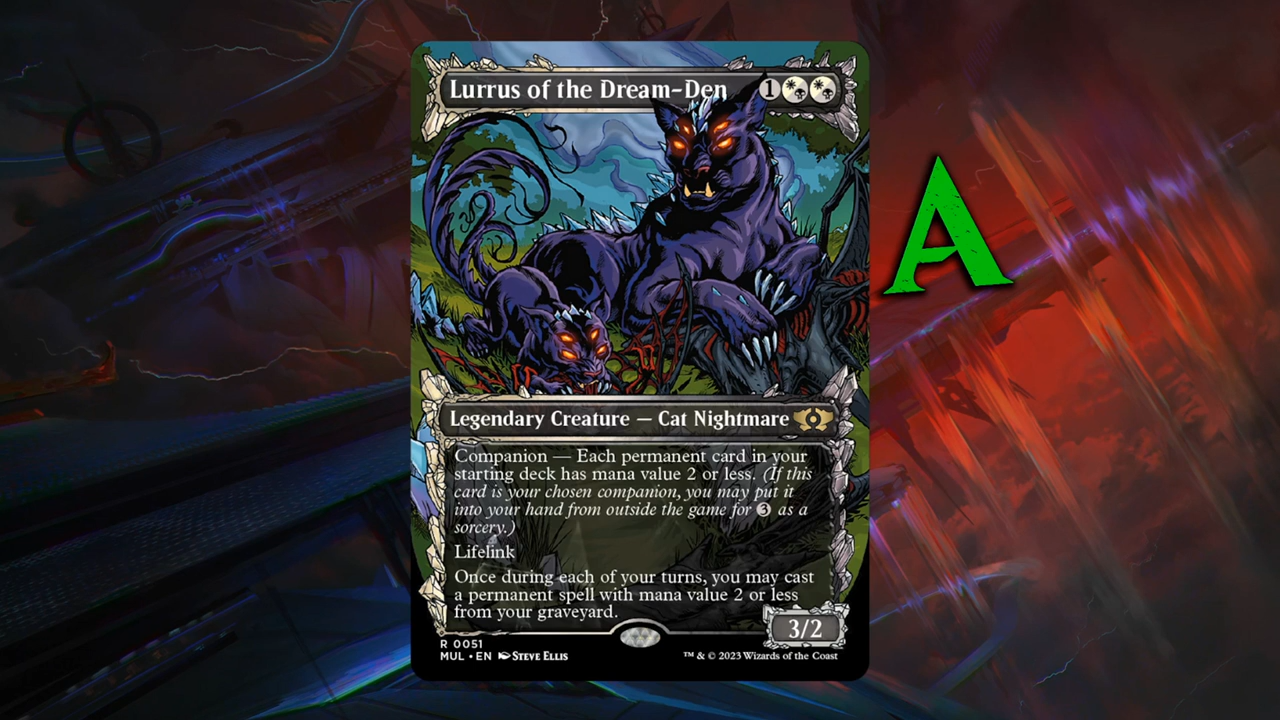 Lurrus of the Dream-Den 1
A
Legendary Creature — Cat Nightmare
Companion — Each permanent card in your
starting deck has mana value 2 or less. (If this
card is your chosen companion, you may put it
into your hand from outside the game for 3 as a
sorcery.)
Lifelink
Once during each of your turns, you may cast
a permanent spell with mana value 2 or less
from your graveyard.
3/2
R 0051
MUL • EN STEVE ELLIS
™ & © 2023 Wizards of the Coast